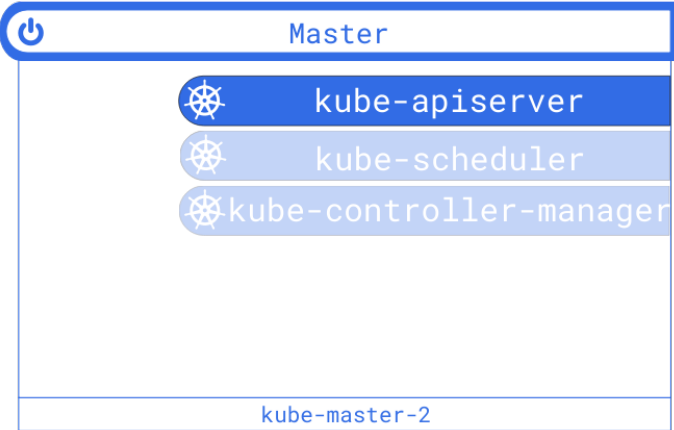 Master
kube-apiserver
kube-scheduler
kube-controller-manager
kube-master-2